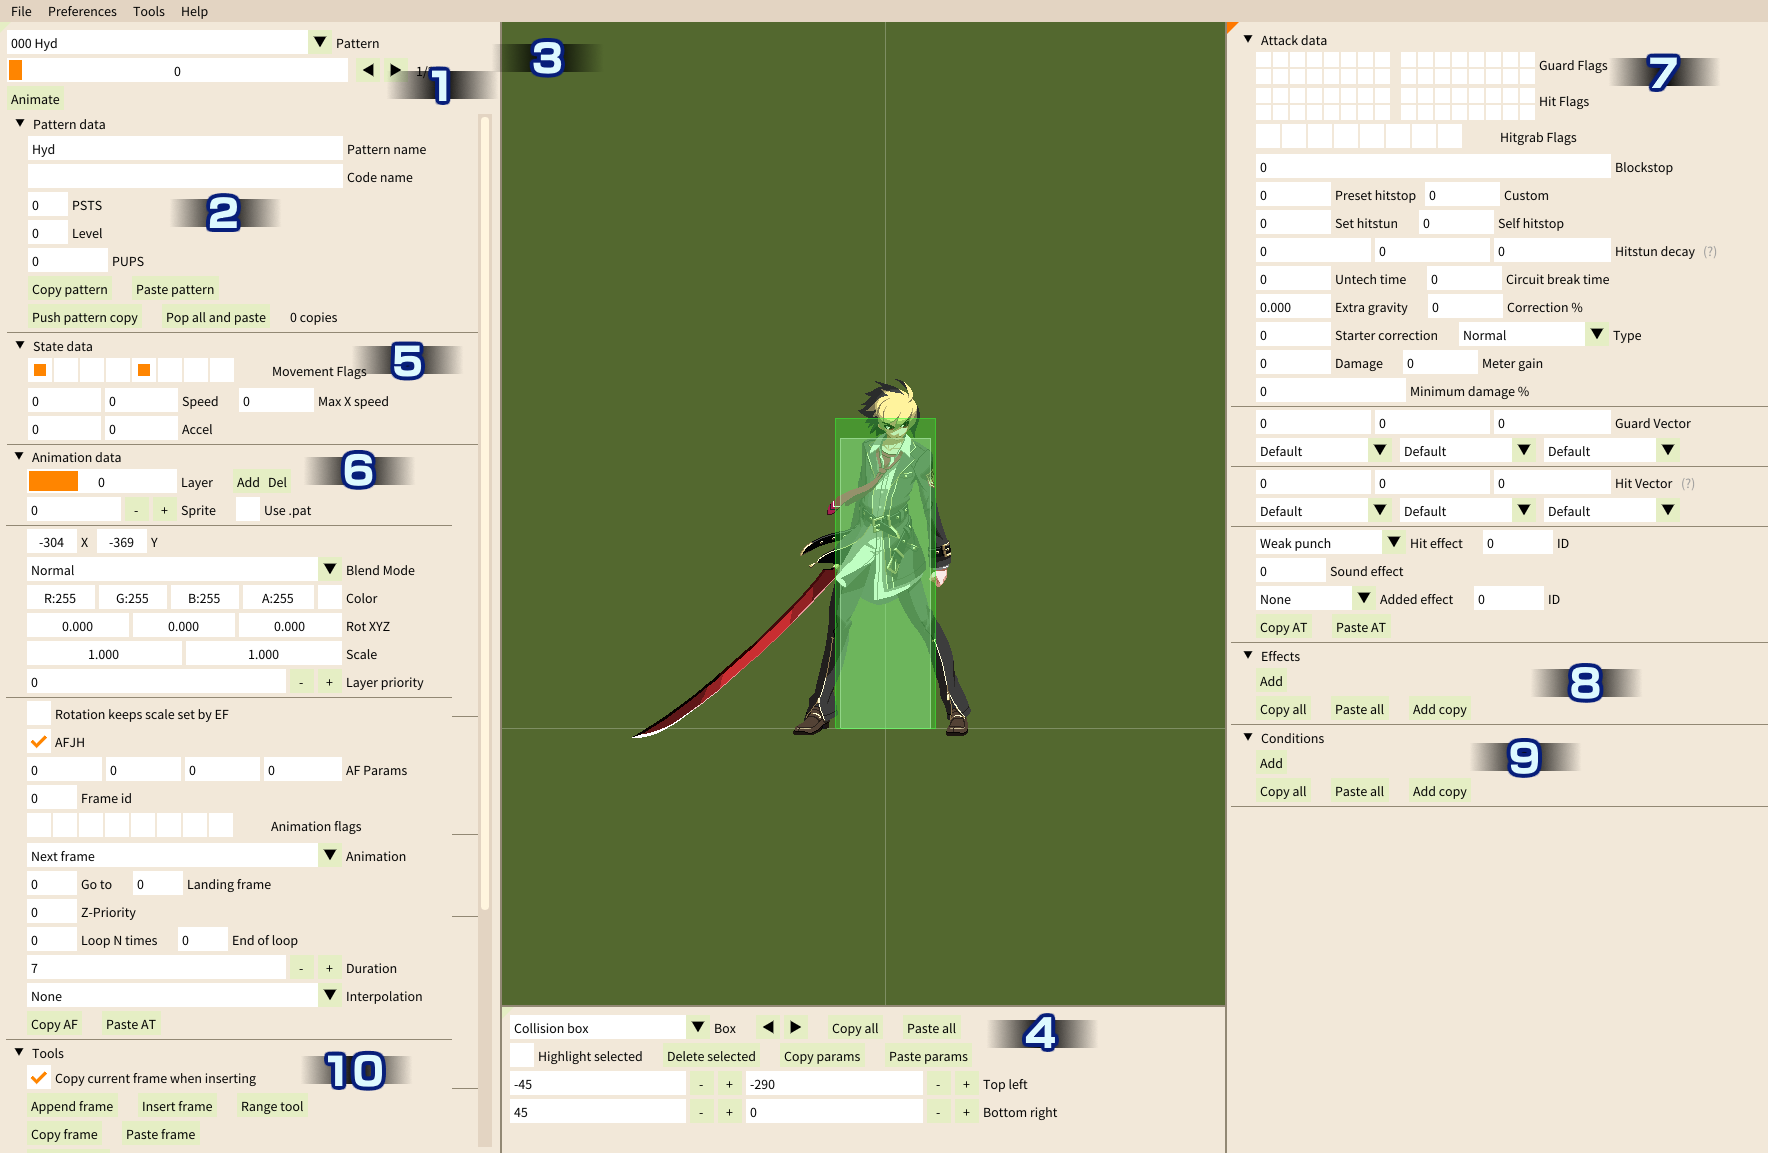 File Preferences Tools Help
000 Hyd Pattern
0 1/
1
Animate
Pattern data
Hyd Pattern name
Code name
0 PSTS
2
0 Level
0 PUPS
Copy pattern Paste pattern
Push pattern copy Pop all and paste 0 copies
State data
5
Movement Flags
0 0 Speed 0 Max X speed
0 0 Accel
Animation data
6
0 Layer Add Del
0 - + Sprite Use .pat
-304 X -369 Y
Normal Blend Mode
R:255 G:255 B:255 A:255 Color
0.000 0.000 0.000 Rot XYZ
1.000 1.000 Scale
0 - + Layer priority
Rotation keeps scale set by EF
AFJH
0 0 0 0 AF Params
0 Frame id
Animation flags
Next frame Animation
0 Go to 0 Landing frame
0 Z-Priority
0 Loop N times 0 End of loop
7 - + Duration
None Interpolation
Copy AF Paste AT
Tools
10
Copy current frame when inserting
Append frame Insert frame Range tool
Copy frame Paste frame
3
Collision box Box Copy all Paste all
4
Highlight selected Delete selected Copy params Paste params
-45 - + -290 - + Top left
45 - + 0 - + Bottom right
Attack data
Guard Flags
7
Hit Flags
Hitgrab Flags
0 Blockstop
0 Preset hitstop 0 Custom
0 Set hitstun 0 Self hitstop
0 0 0 Hitstun decay (?)
0 Untech time 0 Circuit break time
0.000 Extra gravity 0 Correction %
0 Starter correction Normal Type
0 Damage 0 Meter gain
0 Minimum damage %
0 0 0 Guard Vector
Default Default Default
0 0 0 Hit Vector (?)
Default Default Default
Weak punch Hit effect 0 ID
0 Sound effect
None Added effect 0 ID
Copy AT Paste AT
Effects
8
Add
Copy all Paste all Add copy
Conditions
9
Add
Copy all Paste all Add copy